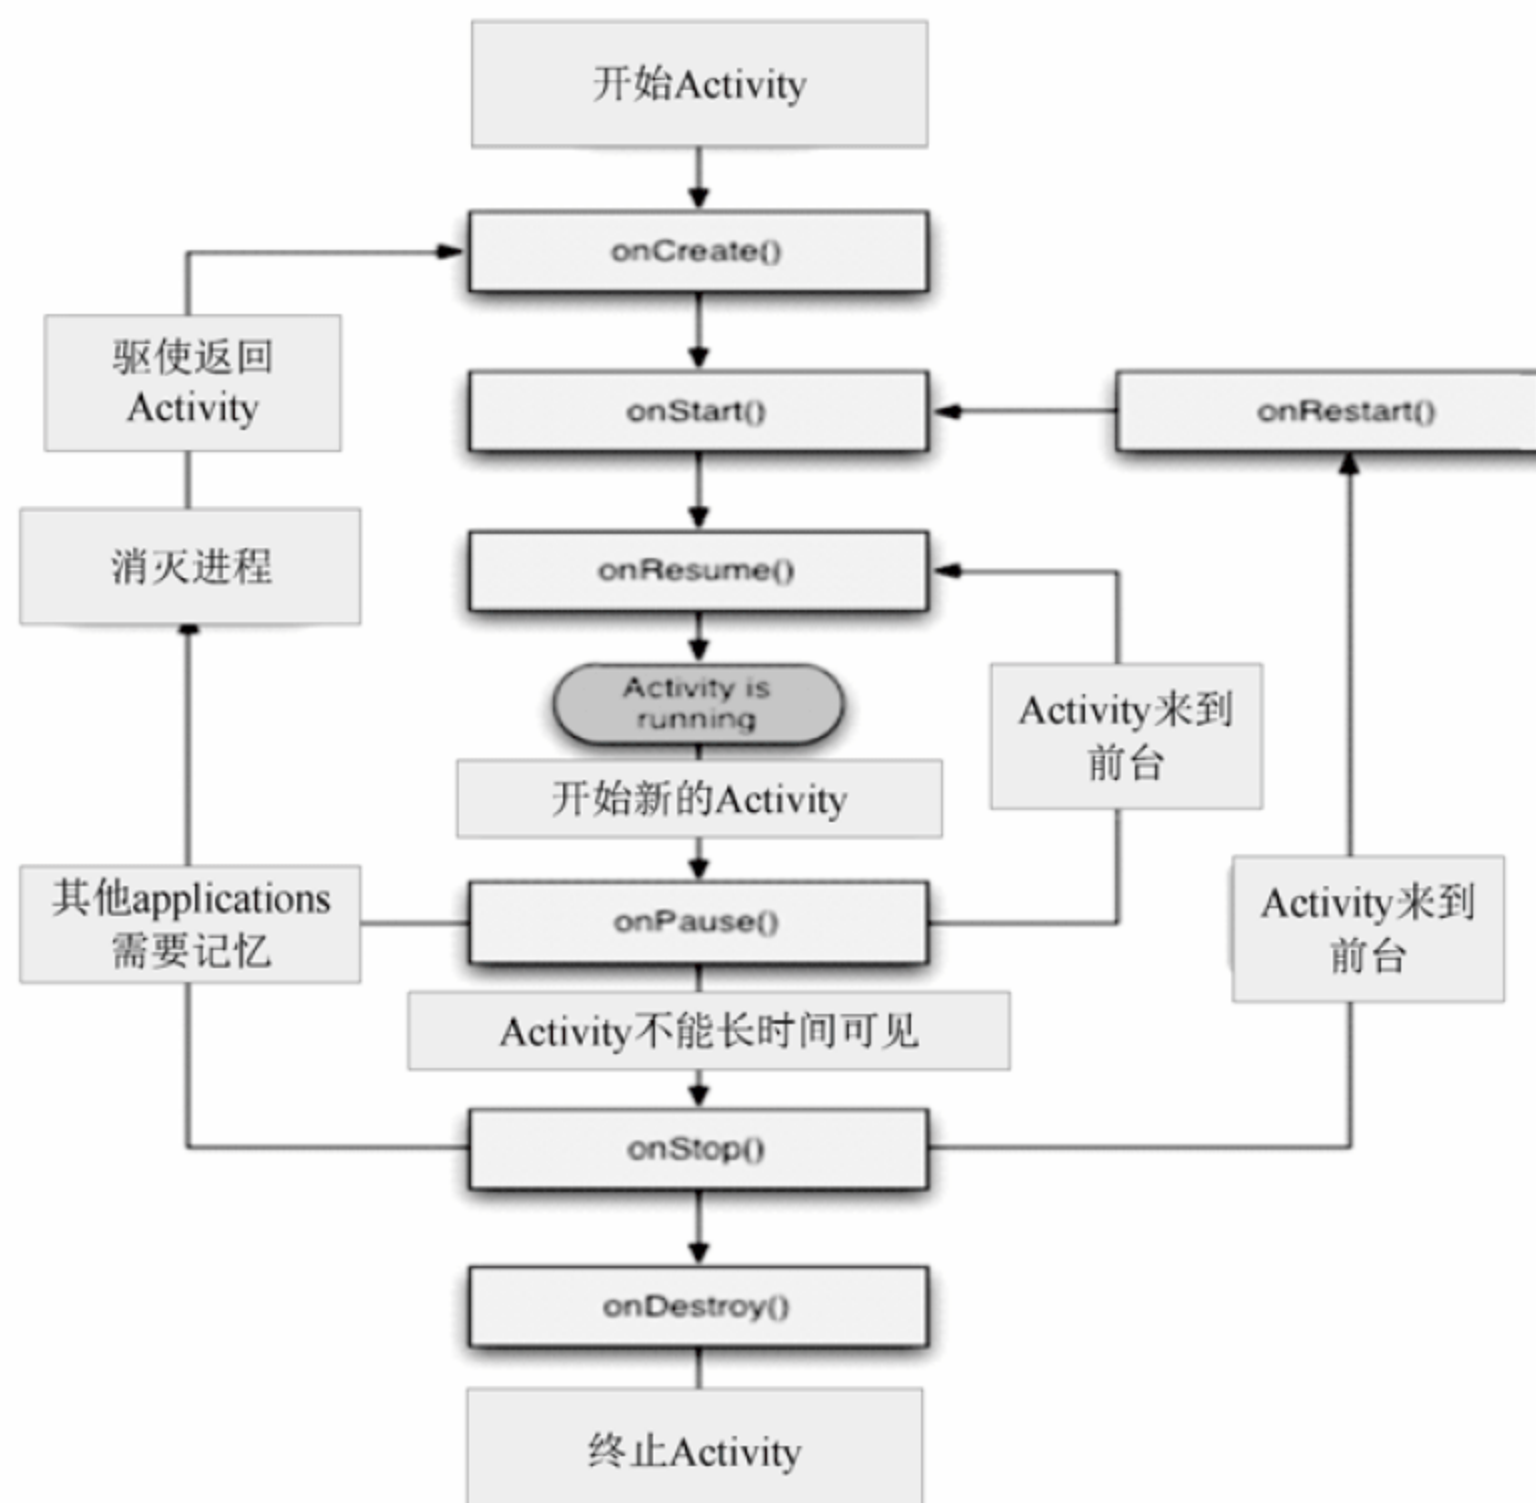 开始Activity
onCreate()
驱使返回
Activity
onStart()
onRestart()
消灭进程
onResume()
Activity is
running
Activity来到
前台
开始新的Activity
其他applications
需要记忆
onPause()
Activity来到
前台
Activity不能长时间可见
onStop()
onDestroy()
终止Activity